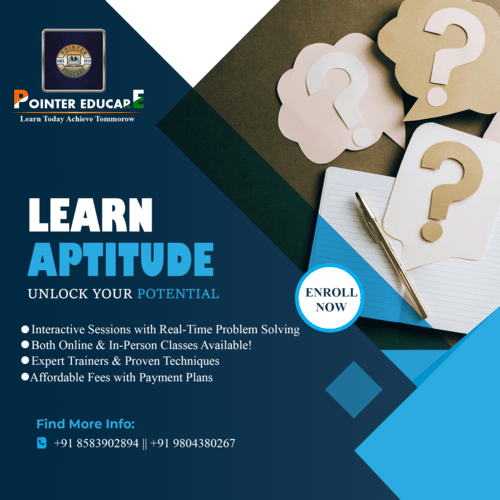 POINTER EDUCARE
Learn Today Achieve Tommorow
LEARN
APTITUDE
UNLOCK YOUR POTENTIAL
ENROLL
NOW
Interactive Sessions with Real-Time Problem Solving
Both Online & In-Person Classes Available!
Expert Trainers & Proven Techniques
Affordable Fees with Payment Plans
Find More Info:
+91 8583902894 || +91 9804380267